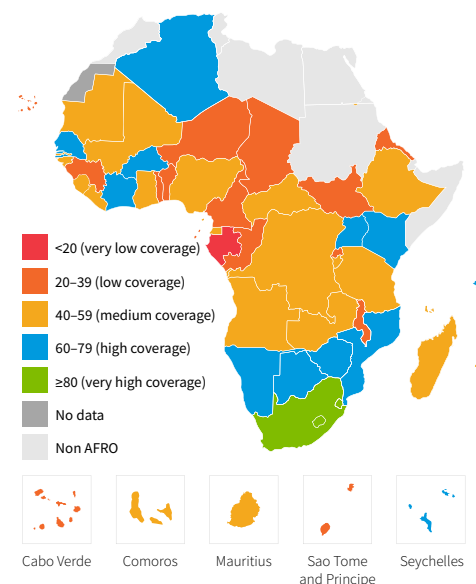 <20 (very low coverage)
20–39 (low coverage)
40–59 (medium coverage)
60–79 (high coverage)
≥80 (very high coverage)
No data
Non AFRO
Cabo Verde
Comoros
Mauritius
Sao Tome
and Principe
Seychelles